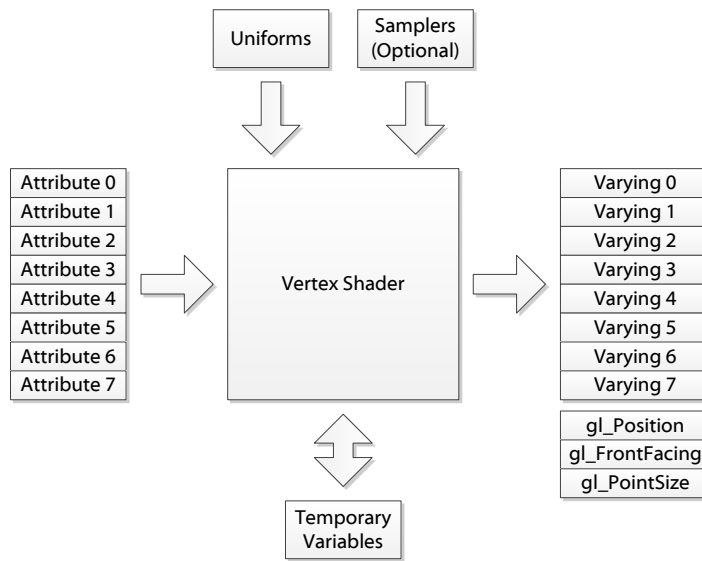 Uniforms
Samplers
(Optional)
Attribute 0
Attribute 1
Attribute 2
Attribute 3
Attribute 4
Attribute 5
Attribute 6
Attribute 7
Vertex Shader
Varying 0
Varying 1
Varying 2
Varying 3
Varying 4
Varying 5
Varying 6
Varying 7
gl_Position
gl_FrontFacing
gl_PointSize
Temporary
Variables